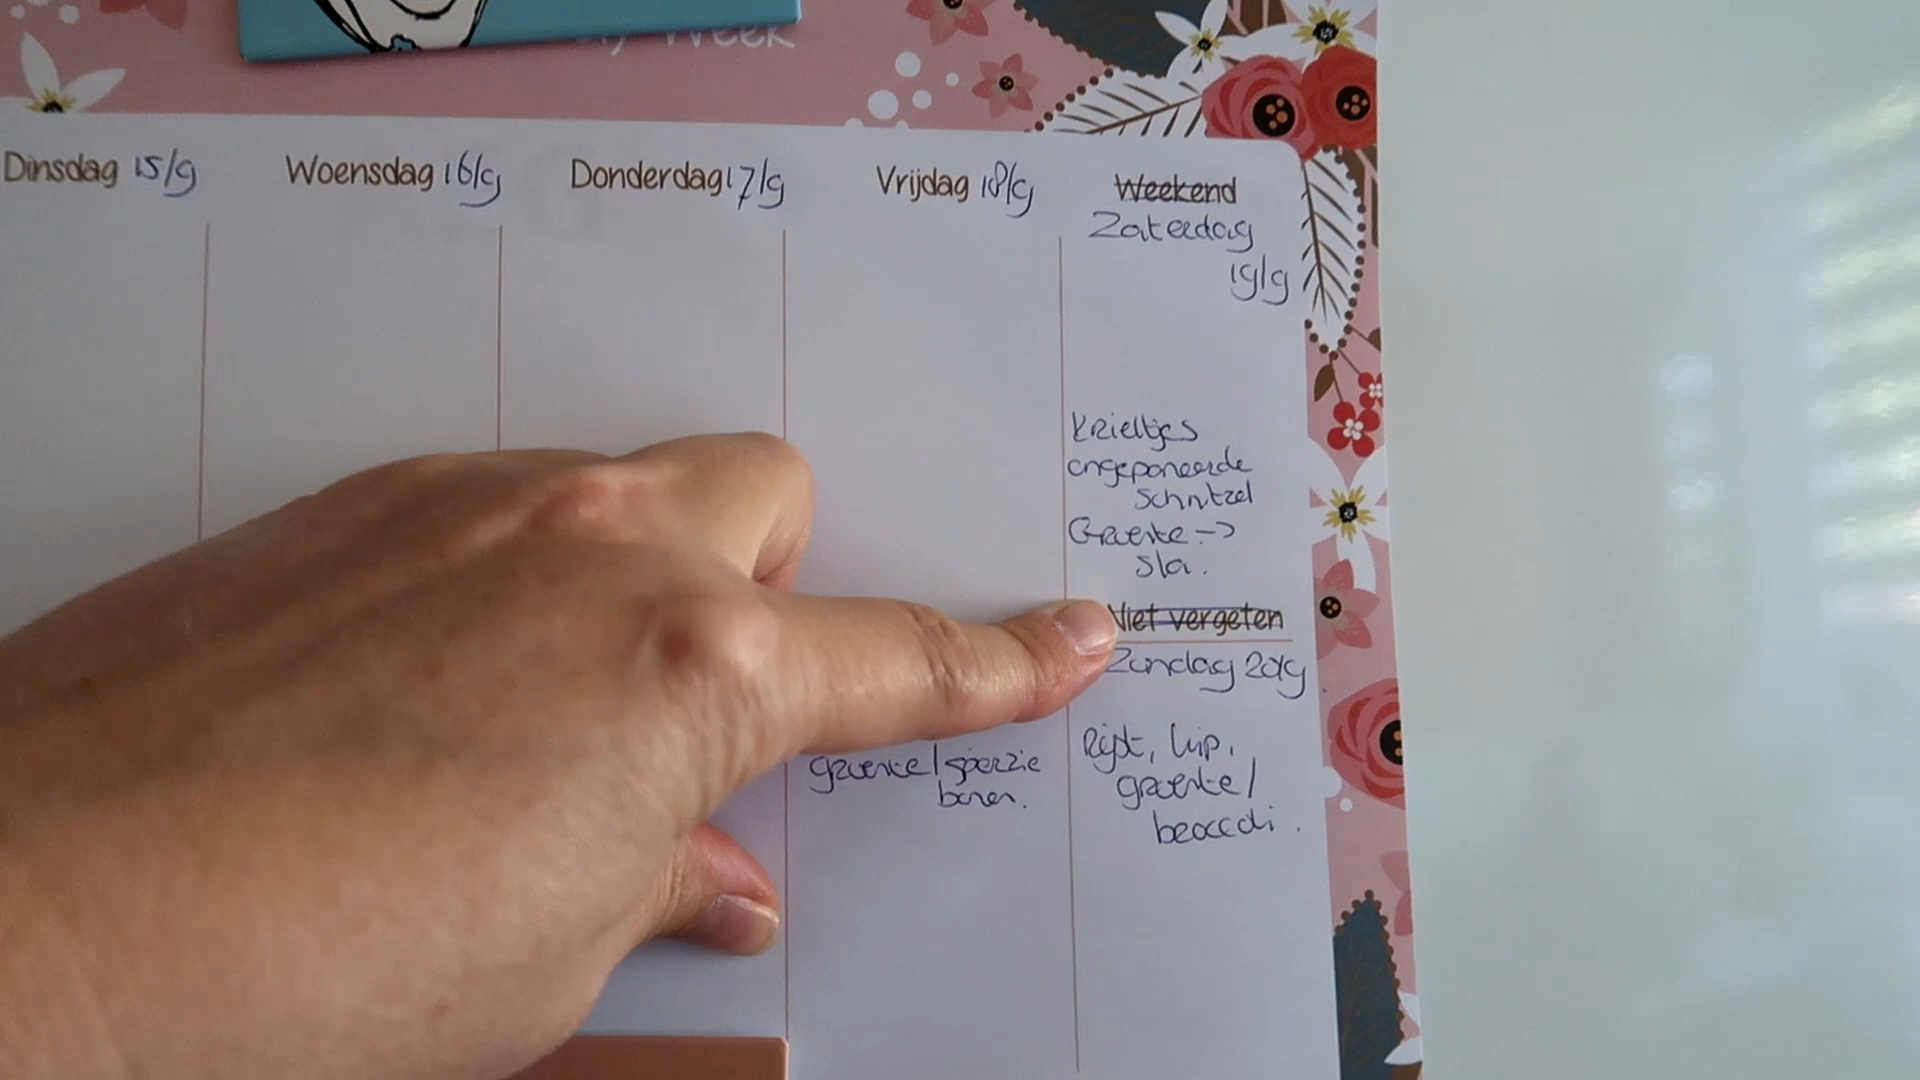 Week
Dinsdag 15/9
Woensdag 16/9
Donderdag 17/9
Vrijdag 18/9
Weekend
Zaterdag
19/9
Krieltjes
ongepaneerde
schnitzel
Groente ->
sla.
Niet vergeten
Zondag 20/9
Rijst, kip,
groente/
broccoli.
groente/sperzie
bonen.